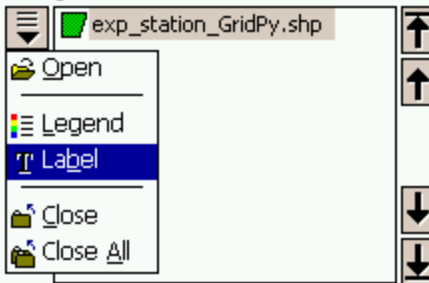 exp_station_GridPy.shp
Open
Legend
Label
Close
Close All